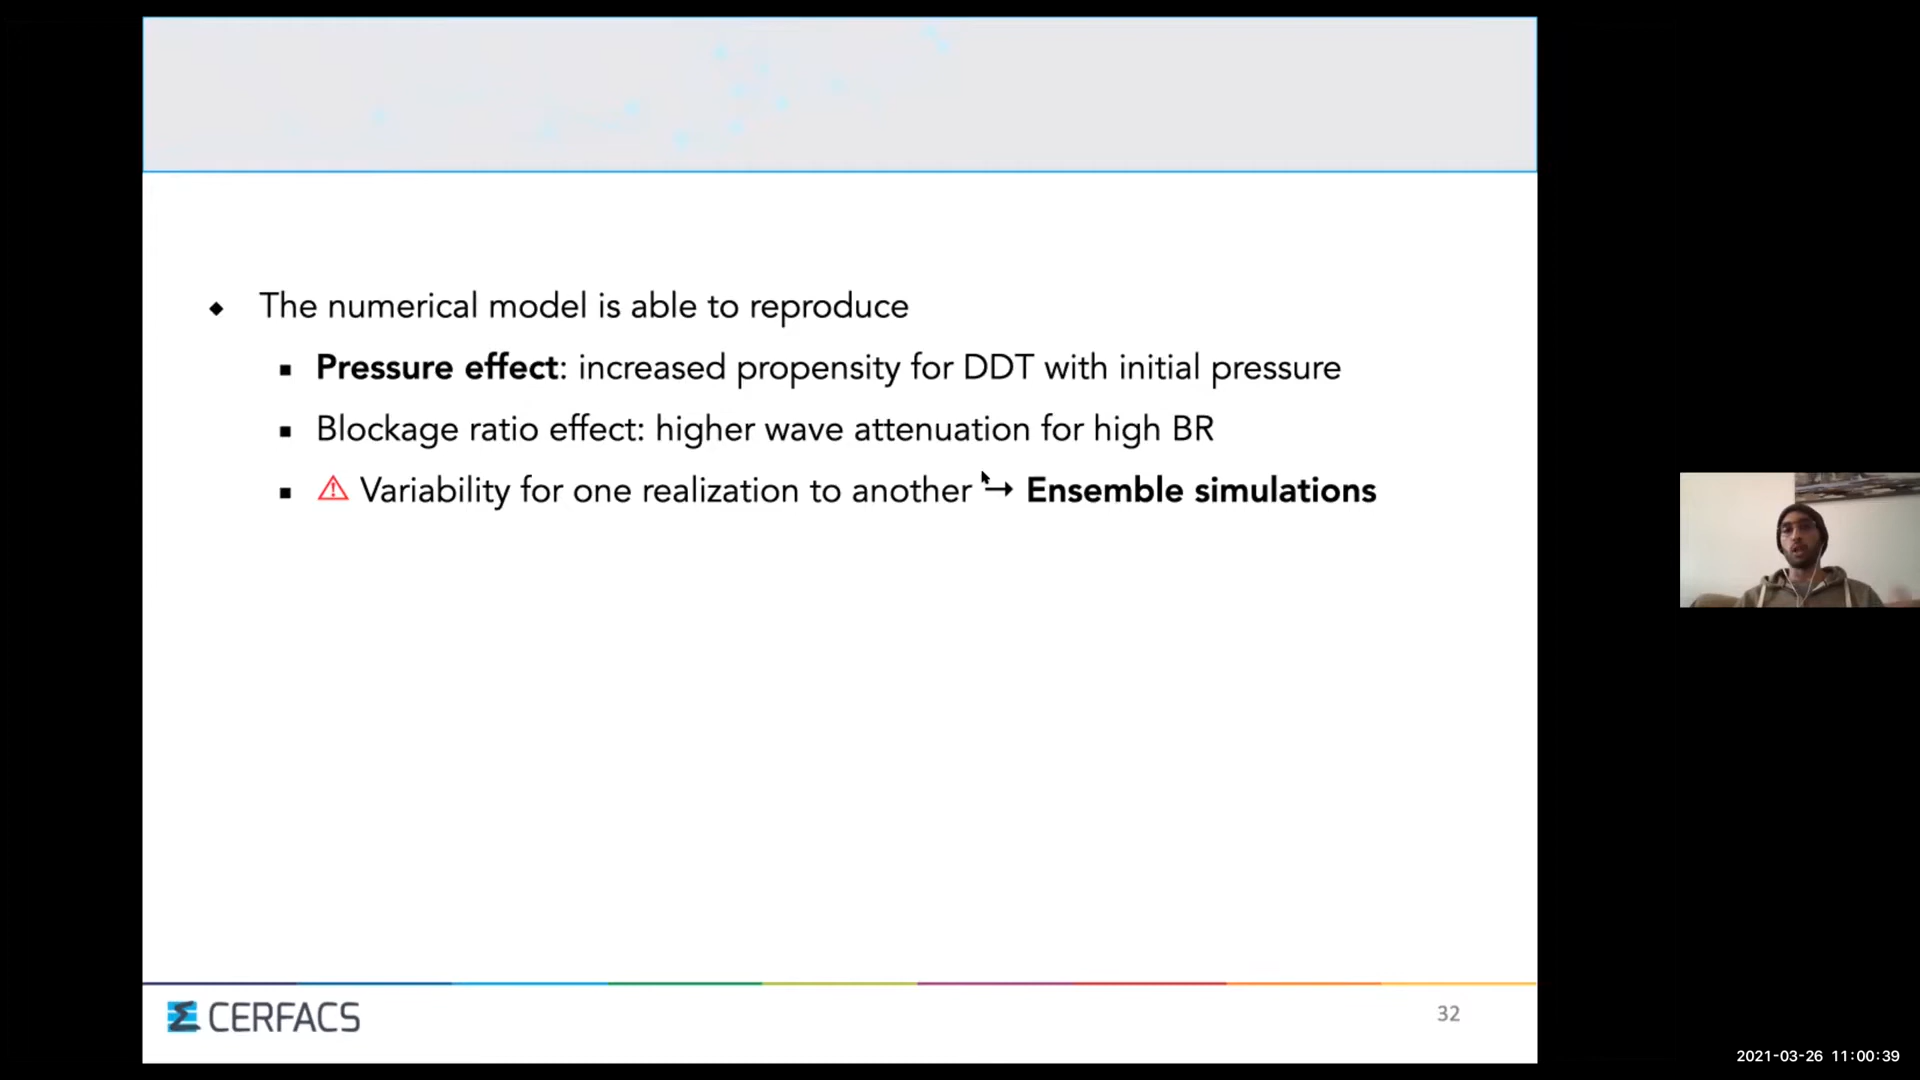 The numerical model is able to reproduce
Pressure effect: increased propensity for DDT with initial pressure
Blockage ratio effect: higher wave attenuation for high BR
Variability for one realization to another ↪ Ensemble simulations
CERFACS
32
2021-03-26 11:00:39